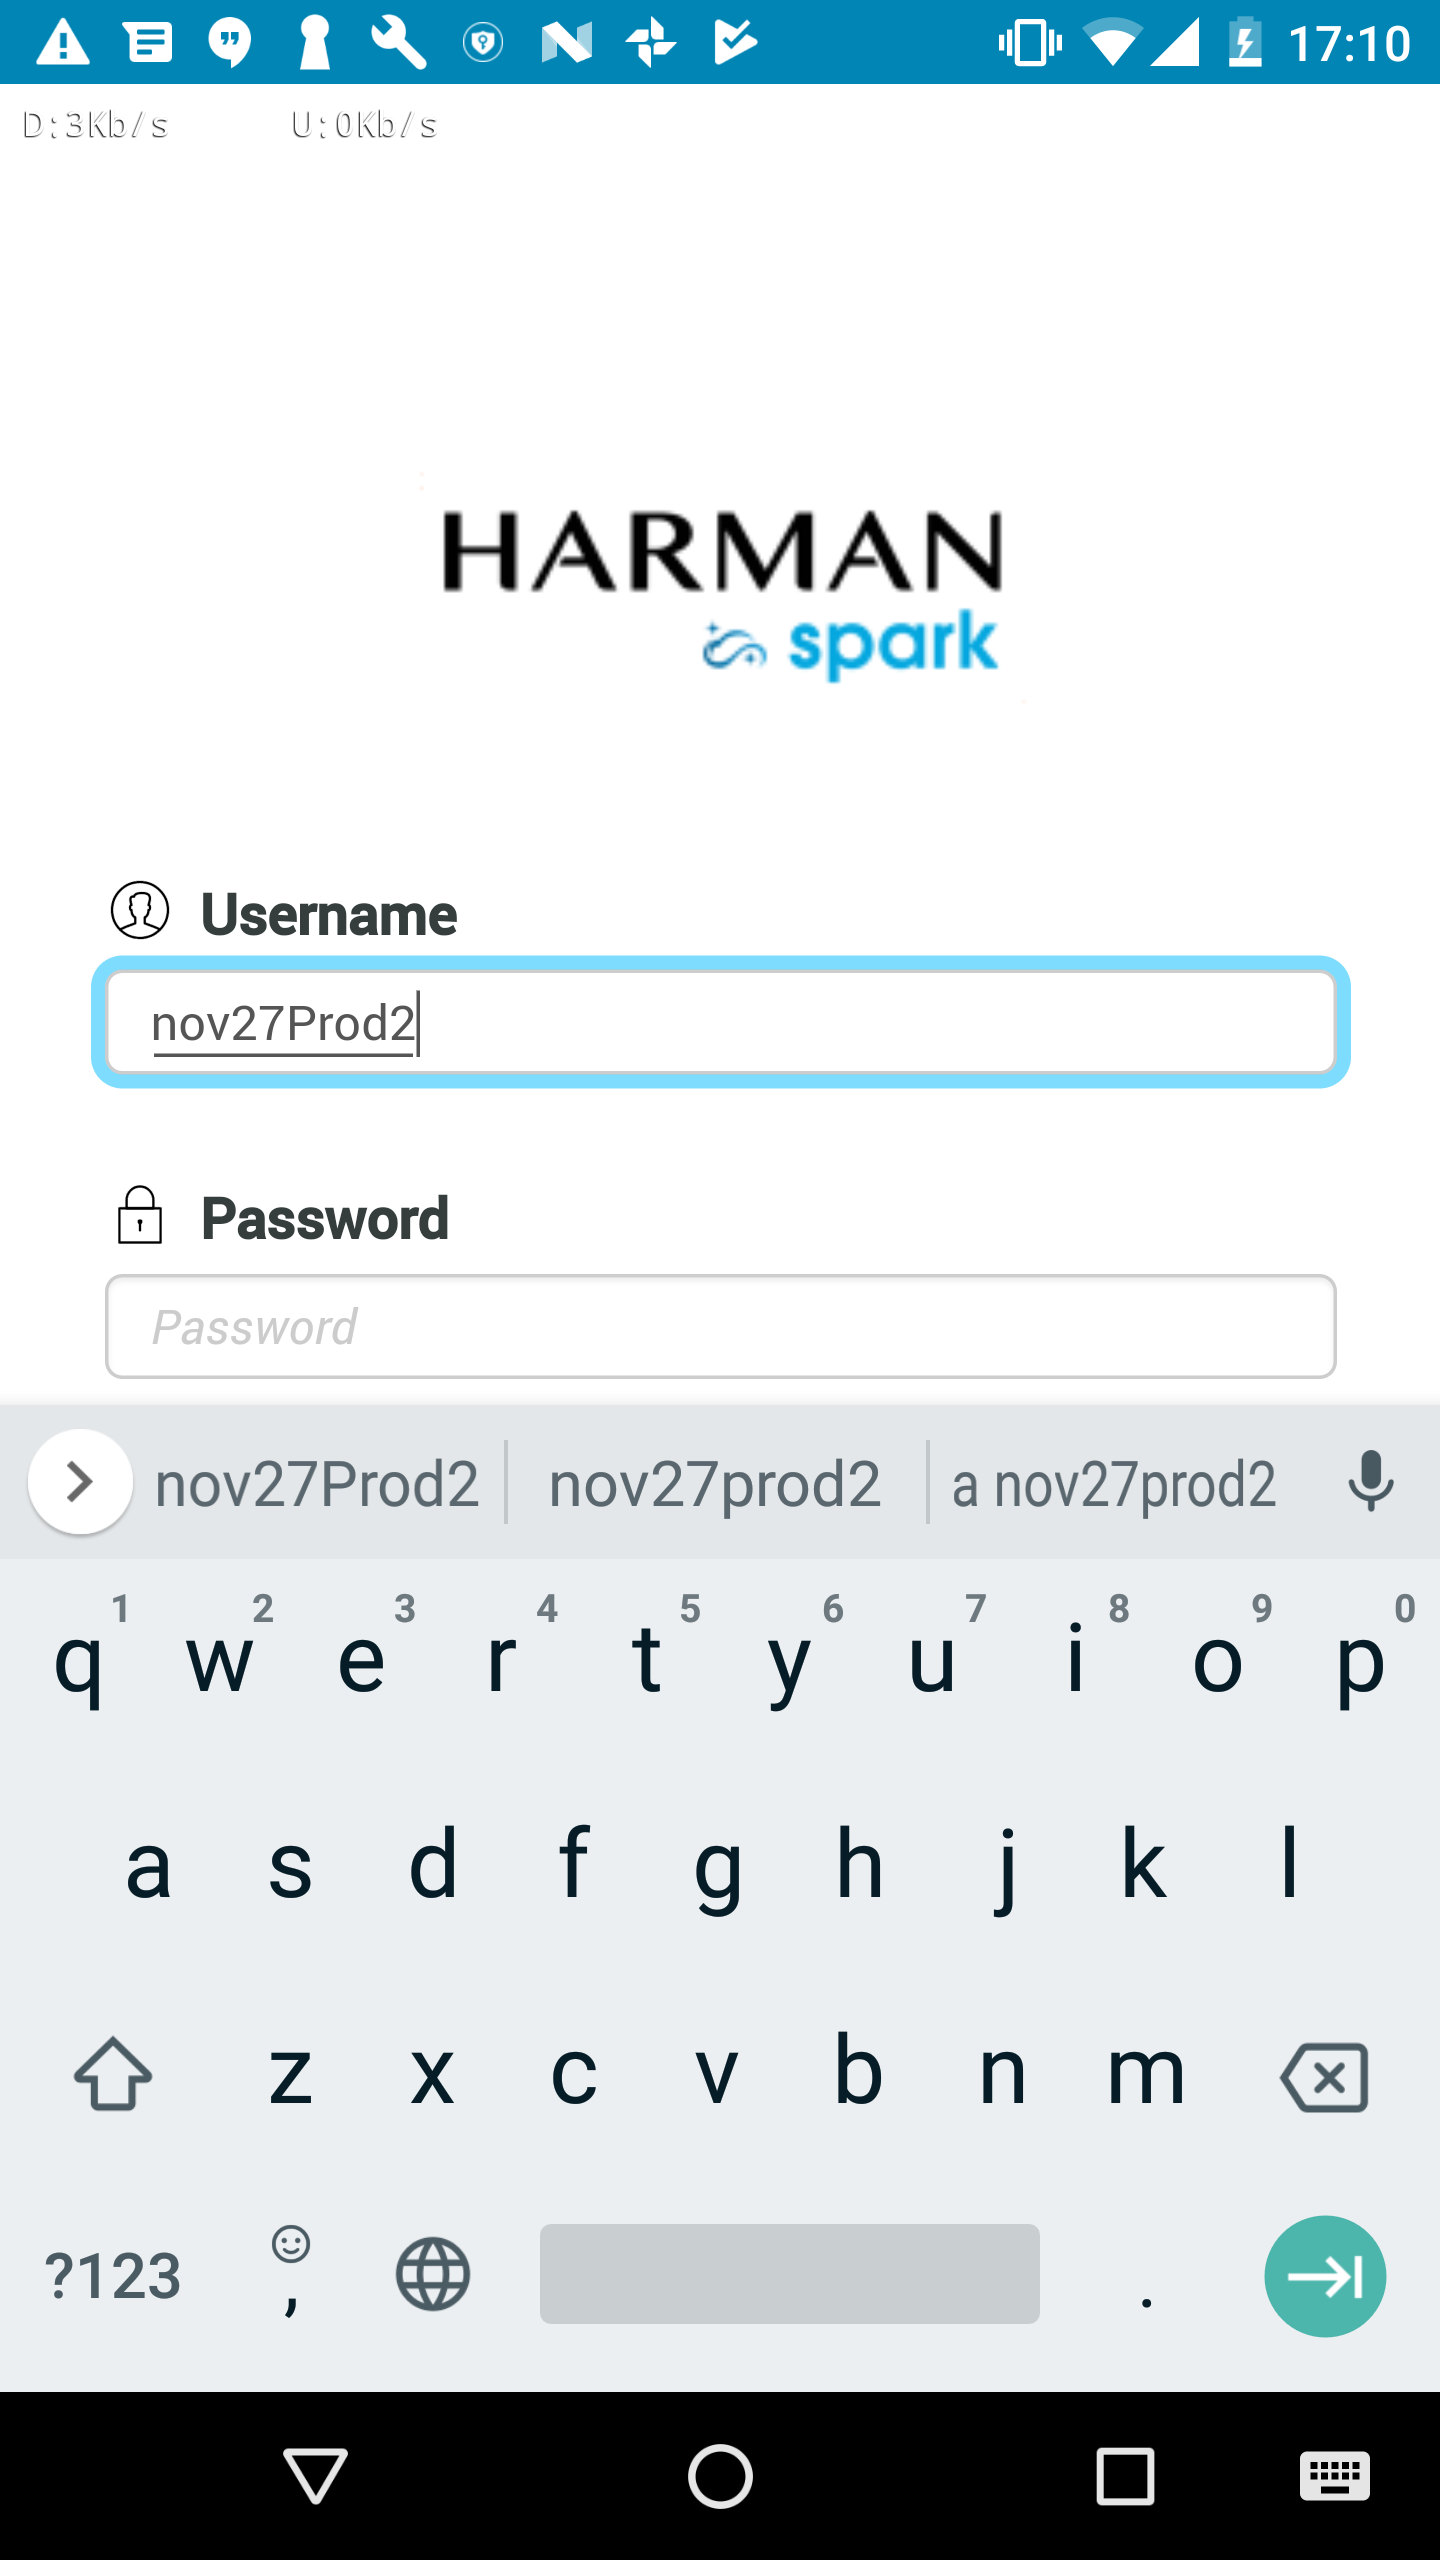 17:10
D:3Kb/s U:0Kb/s
HARMAN
spark
Username
nov27Prod2
Password
Password
nov27Prod2 nov27prod2 a nov27prod2
1 2 3 4 5 6 7 8 9 0
q w e r t y u i o p
a s d f g h j k l
z x c v b n m
?123 , .